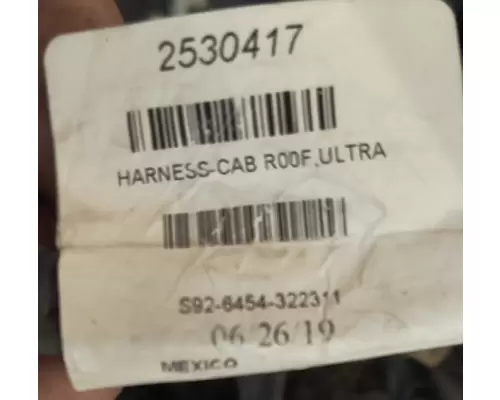 2530417
HARNESS-CAB ROOF,ULTRA
S92-6454-322311
06 26/19
MEXICO